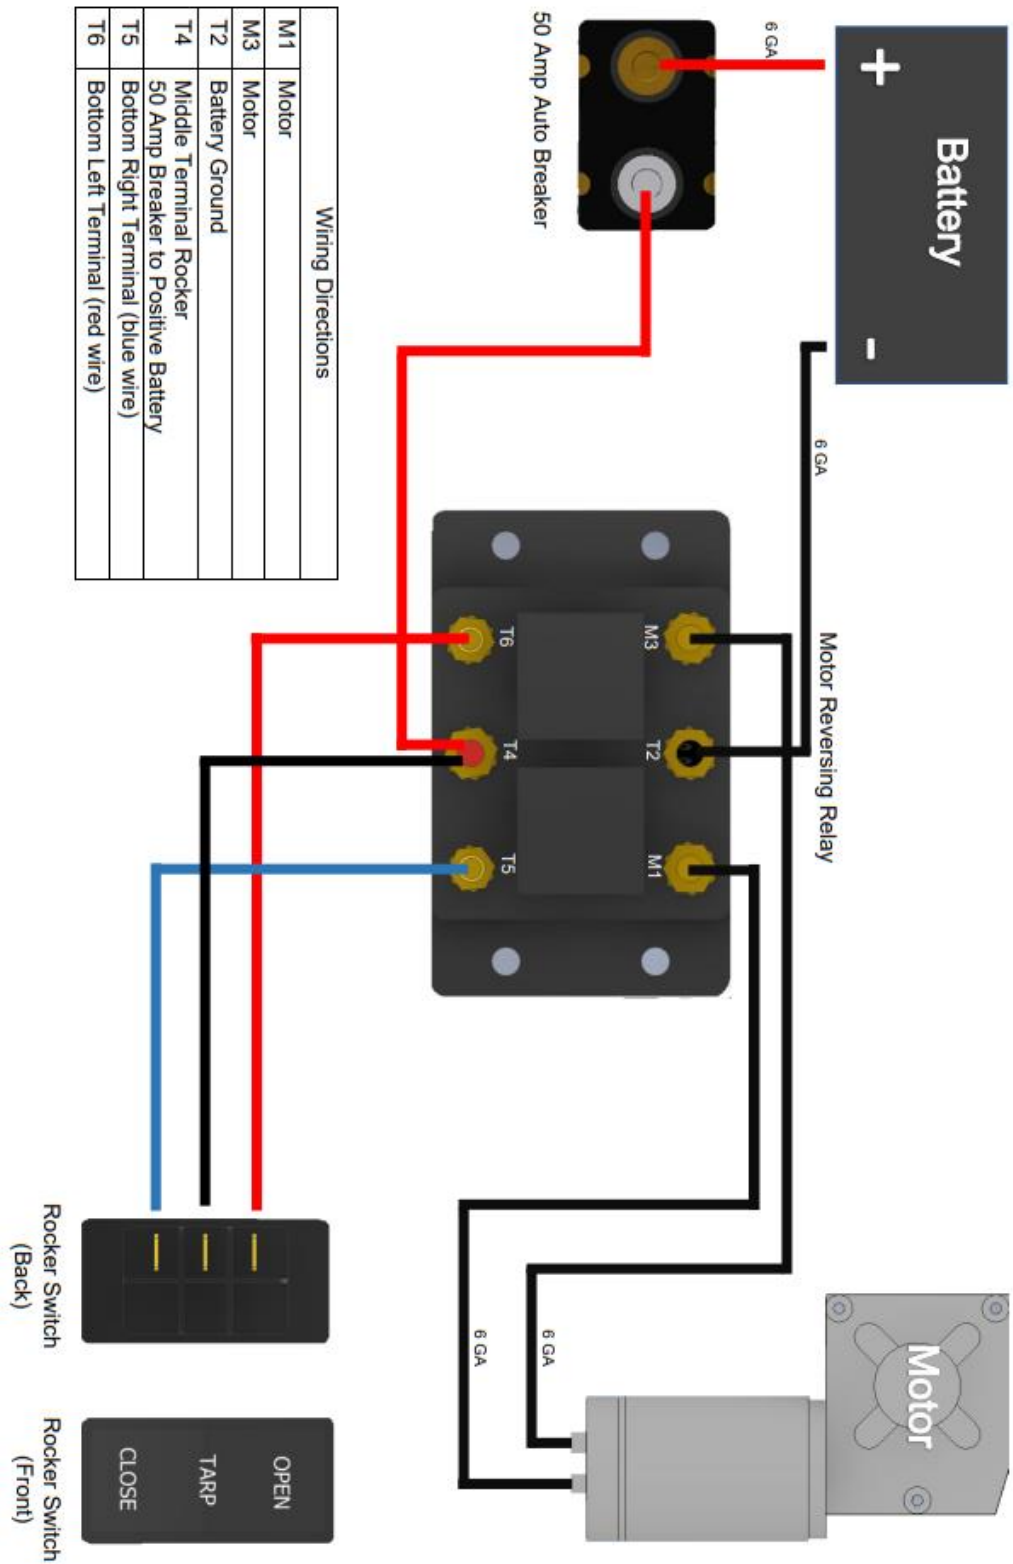 Battery
+
-
6 GA
6 GA
50 Amp Auto Breaker
Motor Reversing Relay
M3
T2
M1
T6
T4
T5
Motor
6 GA
6 GA
Wiring Directions
M1 Motor
M3 Motor
T2 Battery Ground
T4 Middle Terminal Rocker
50 Amp Breaker to Positive Battery
T5 Bottom Right Terminal (blue wire)
T6 Bottom Left Terminal (red wire)
Rocker Switch
(Back)
OPEN
TARP
CLOSE
Rocker Switch
(Front)